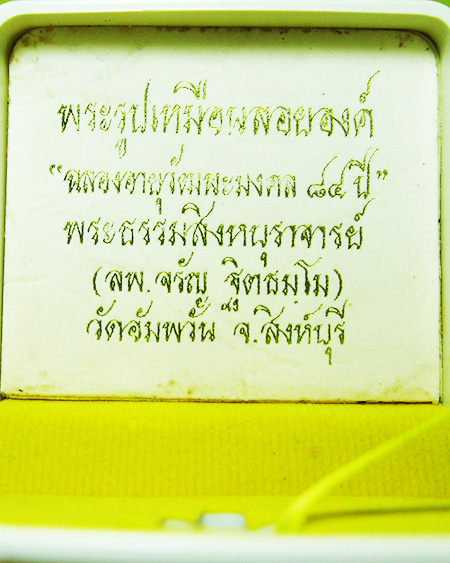 พระรูปเหมือนลอยองค์
“ฉลองอายุวัฒนะมงคล ๘๔ ปี”
พระธรรมสิงหบุราจารย์
(ลพ.จรัญ ฐิตธมฺโม)
วัดอัมพวัน จ.สิงห์บุรี